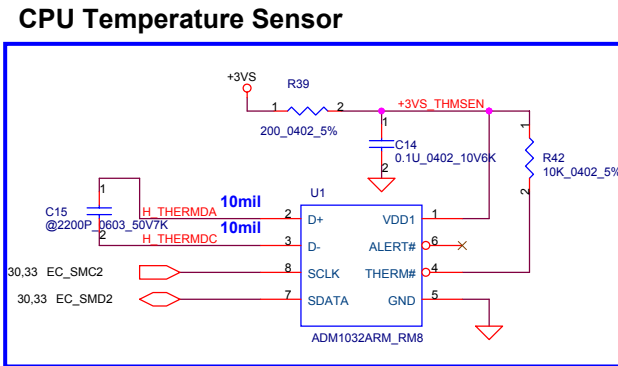 CPU Temperature Sensor
+3VS
R39
1
2
+3VS_THMSEN
200_0402_5%
1
C14
0.1U_0402_10V6K
2
1
R42
10K_0402_5%
2
U1
1
C15
@2200P_0603_50V7K
2
H_THERMDA
10mil
2
D+
VDD1
1
H_THERMDC
10mil
3
D-
ALERT#
6
30,33 EC_SMC2
8
SCLK
THERM#
4
30,33 EC_SMD2
7
SDATA
GND
5
ADM1032ARM_RM8